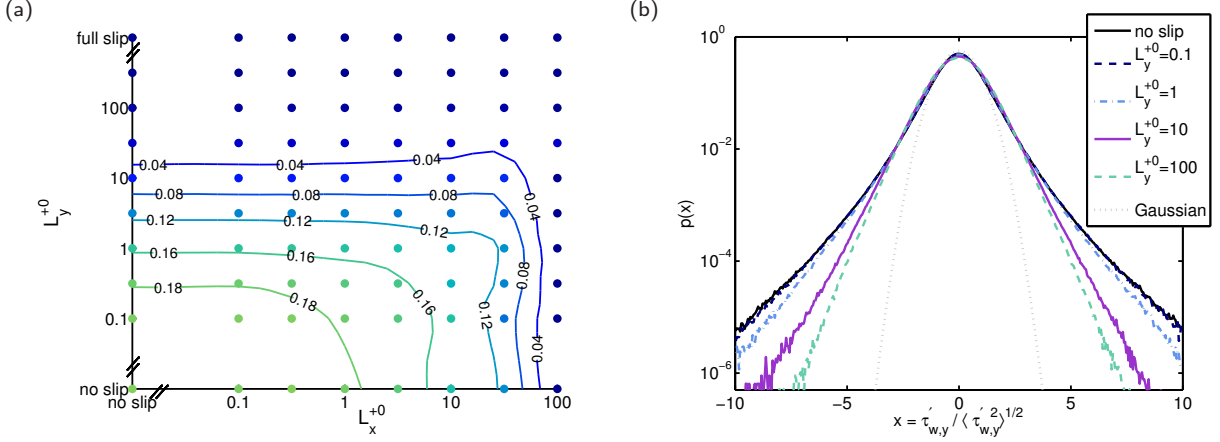 (a)
full slip
100
10
1
0.1
no slip
L_y^{+0}
0.04
0.04
0.04
0.04
0.04
0.08
0.08
0.08
0.08
0.12
0.12
0.12
0.12
0.16
0.16
0.16
0.18
0.18
no slip
0.1
1
10
100
L_x^{+0}
(b)
no slip
L_y^{+0}=0.1
L_y^{+0}=1
L_y^{+0}=10
L_y^{+0}=100
Gaussian
10^0
10^{−2}
10^{−4}
10^{−6}
p(x)
−10
−5
0
5
10
x = τ'_{w,y} / ⟨ τ'_{w,y}^2 ⟩^{1/2}